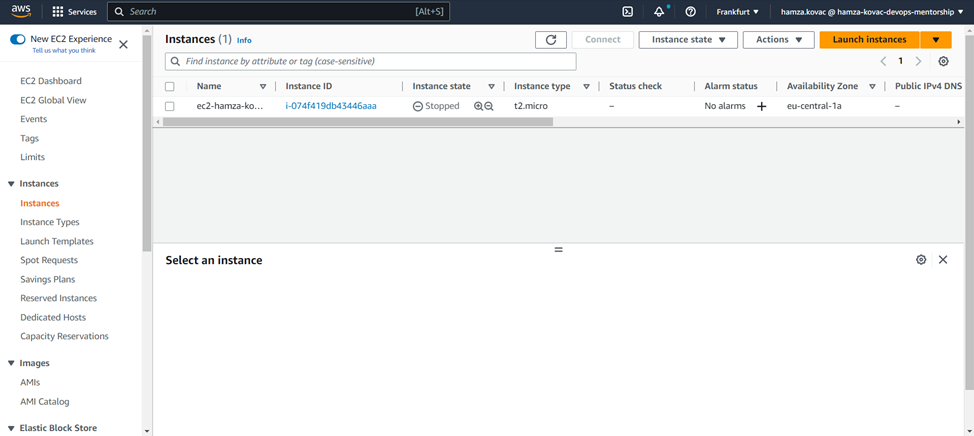 aws Services Search [Alt+S] Frankfurt hamza.kovac @ hamza-kovac-devops-mentorship
New EC2 Experience
Tell us what you think
EC2 Dashboard
EC2 Global View
Events
Tags
Limits
Instances
Instances
Instance Types
Launch Templates
Spot Requests
Savings Plans
Reserved Instances
Dedicated Hosts
Capacity Reservations
Images
AMIs
AMI Catalog
Elastic Block Store
Instances (1) Info Connect Instance state Actions Launch instances
Find instance by attribute or tag (case-sensitive) 1
Name Instance ID Instance state Instance type Status check Alarm status Availability Zone Public IPv4 DNS
ec2-hamza-ko... i-074f419db43446aaa Stopped t2.micro – No alarms + eu-central-1a –
Select an instance